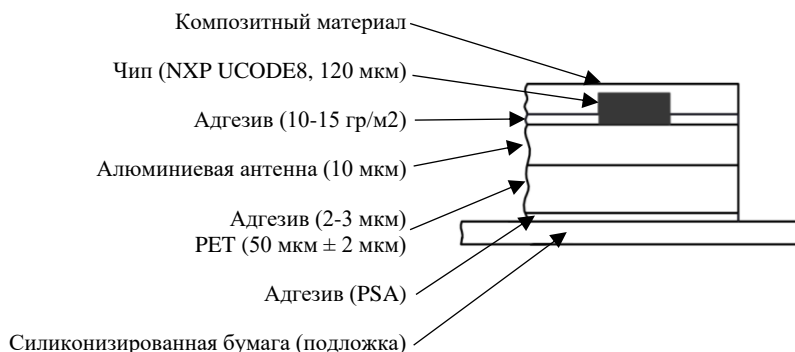 Композитный материал
Чип (NXP UCODE8, 120 мкм)
Адгезив (10-15 гр/м2)
Алюминиевая антенна (10 мкм)
Адгезив (2-3 мкм)
PET (50 мкм ± 2 мкм)
Адгезив (PSA)
Силиконизированная бумага (подложка)